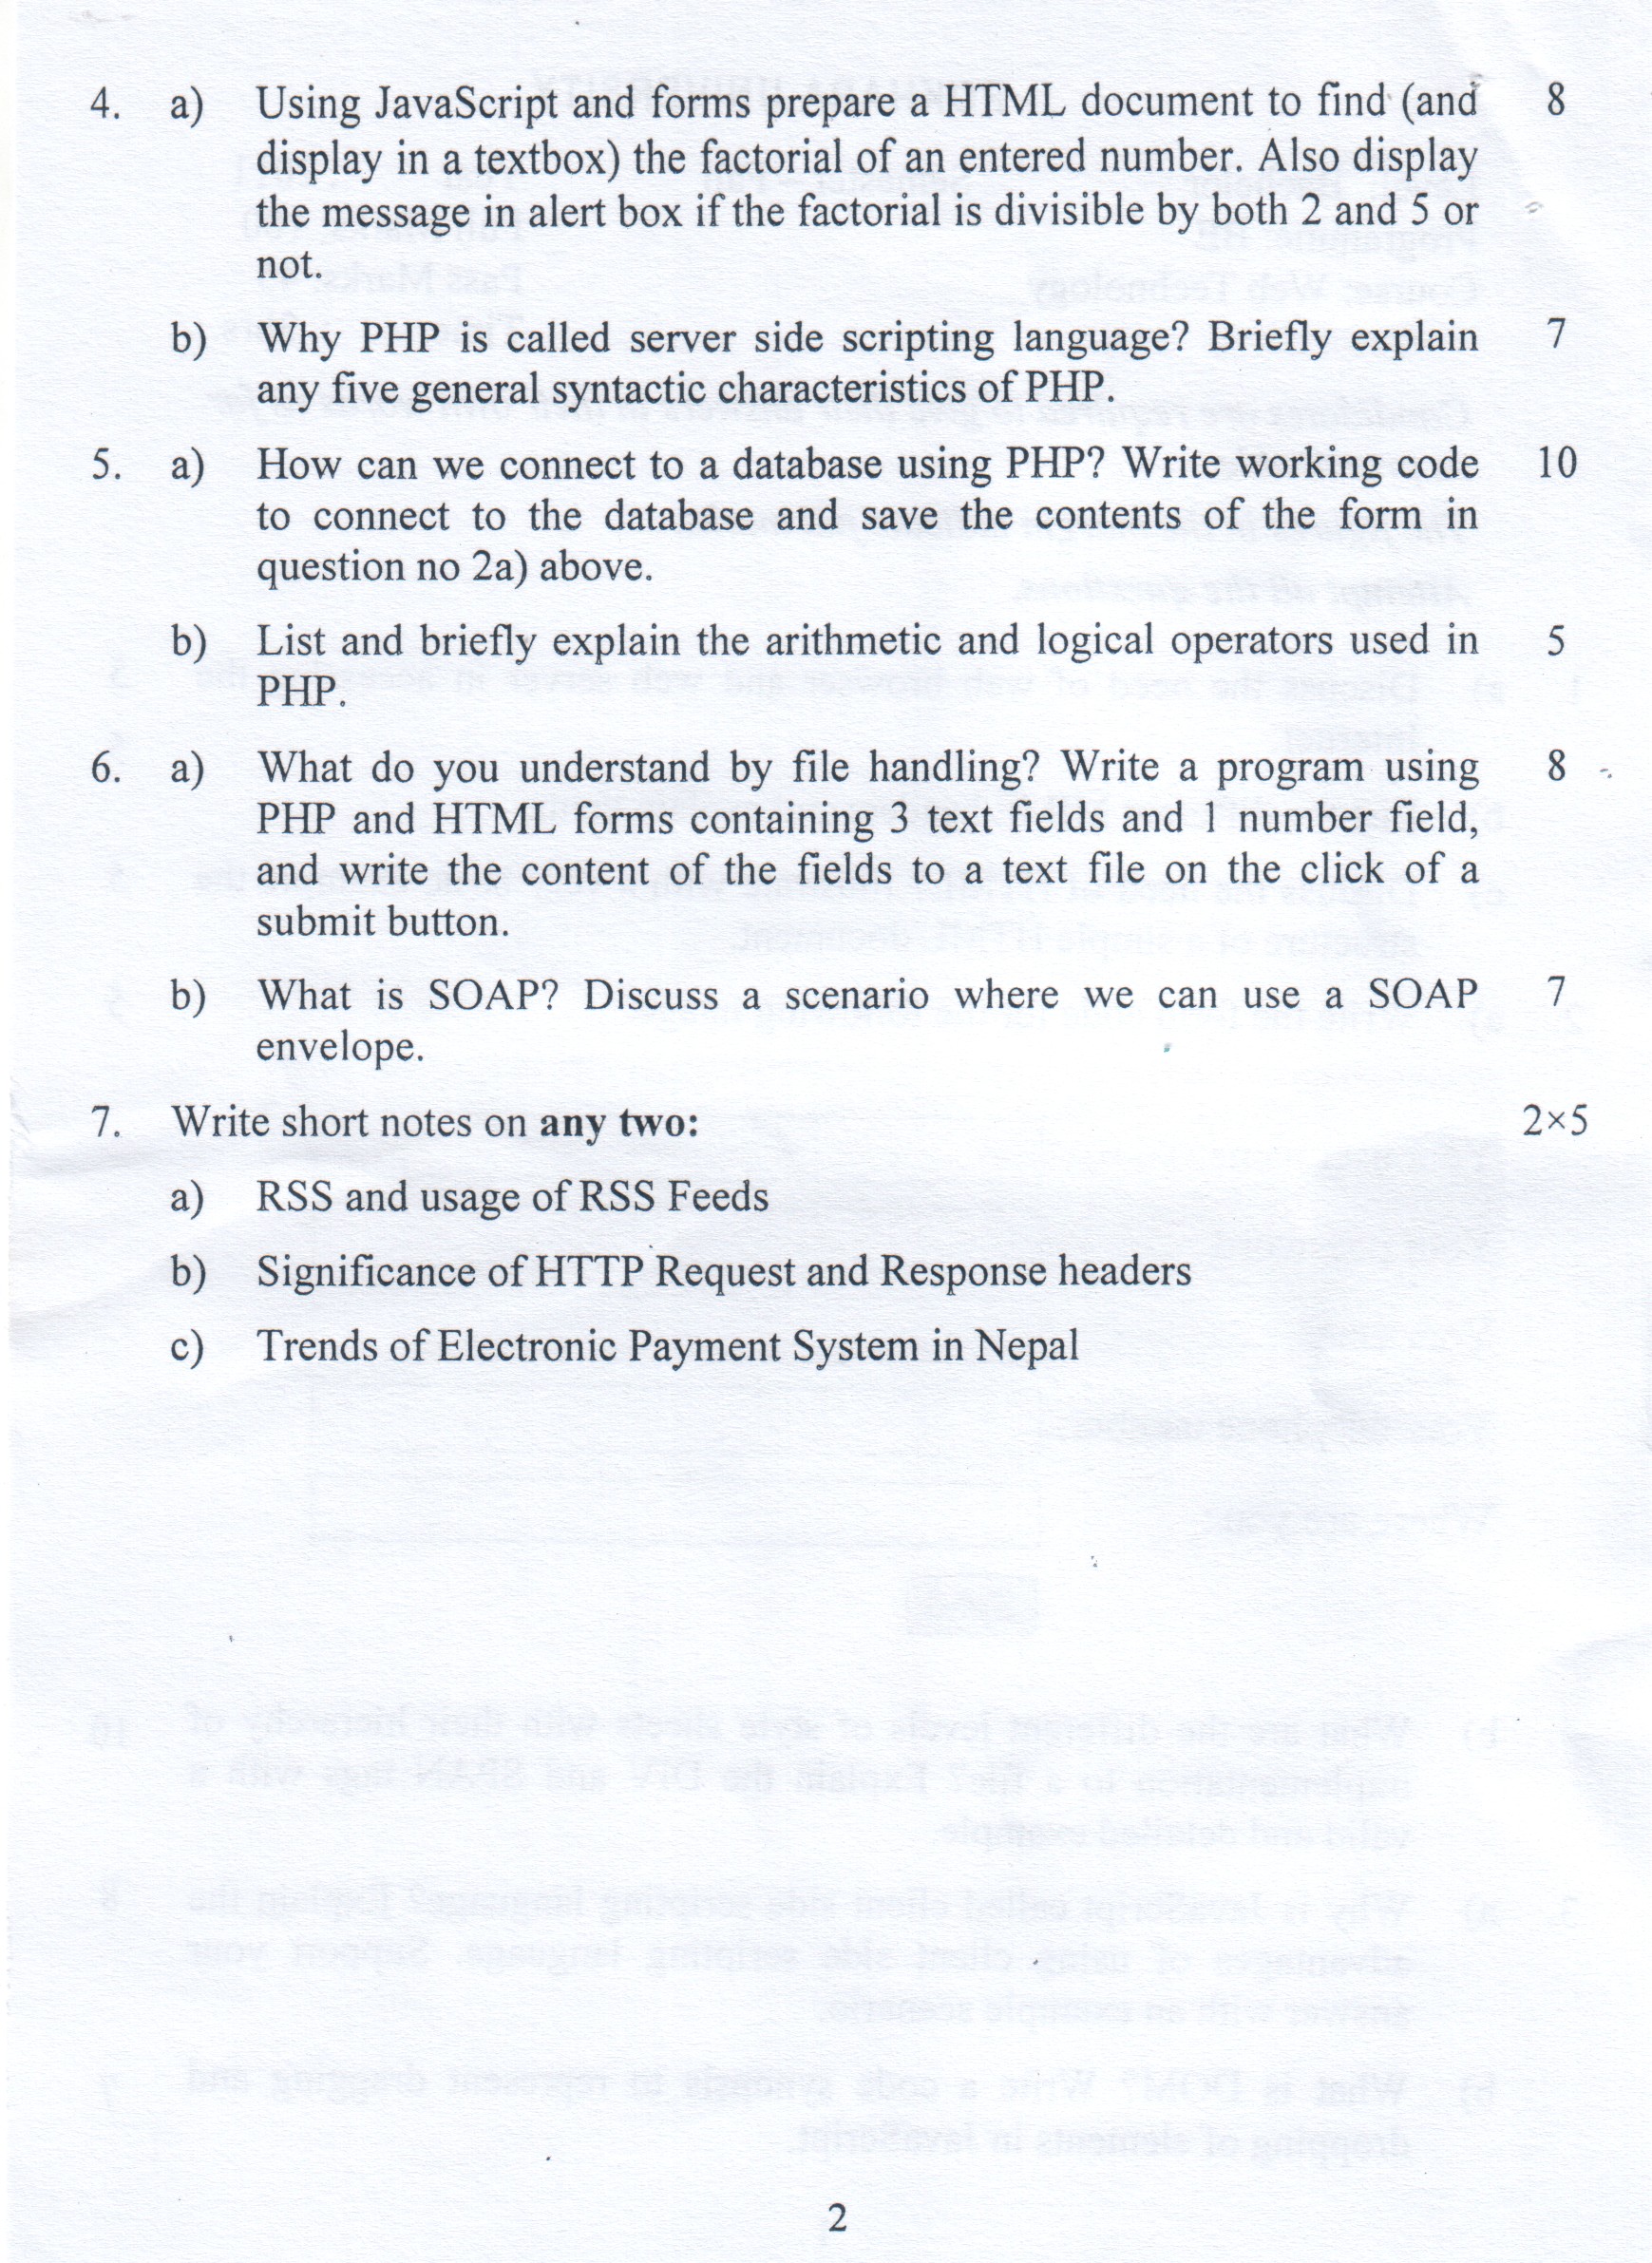 4. a) Using JavaScript and forms prepare a HTML document to find (and 8
display in a textbox) the factorial of an entered number. Also display
the message in alert box if the factorial is divisible by both 2 and 5 or
not.
b) Why PHP is called server side scripting language? Briefly explain 7
any five general syntactic characteristics of PHP.
5. a) How can we connect to a database using PHP? Write working code 10
to connect to the database and save the contents of the form in
question no 2a) above.
b) List and briefly explain the arithmetic and logical operators used in 5
PHP.
6. a) What do you understand by file handling? Write a program using 8
PHP and HTML forms containing 3 text fields and 1 number field,
and write the content of the fields to a text file on the click of a
submit button.
b) What is SOAP? Discuss a scenario where we can use a SOAP 7
envelope.
7. Write short notes on any two: 2×5
a) RSS and usage of RSS Feeds
b) Significance of HTTP Request and Response headers
c) Trends of Electronic Payment System in Nepal
2